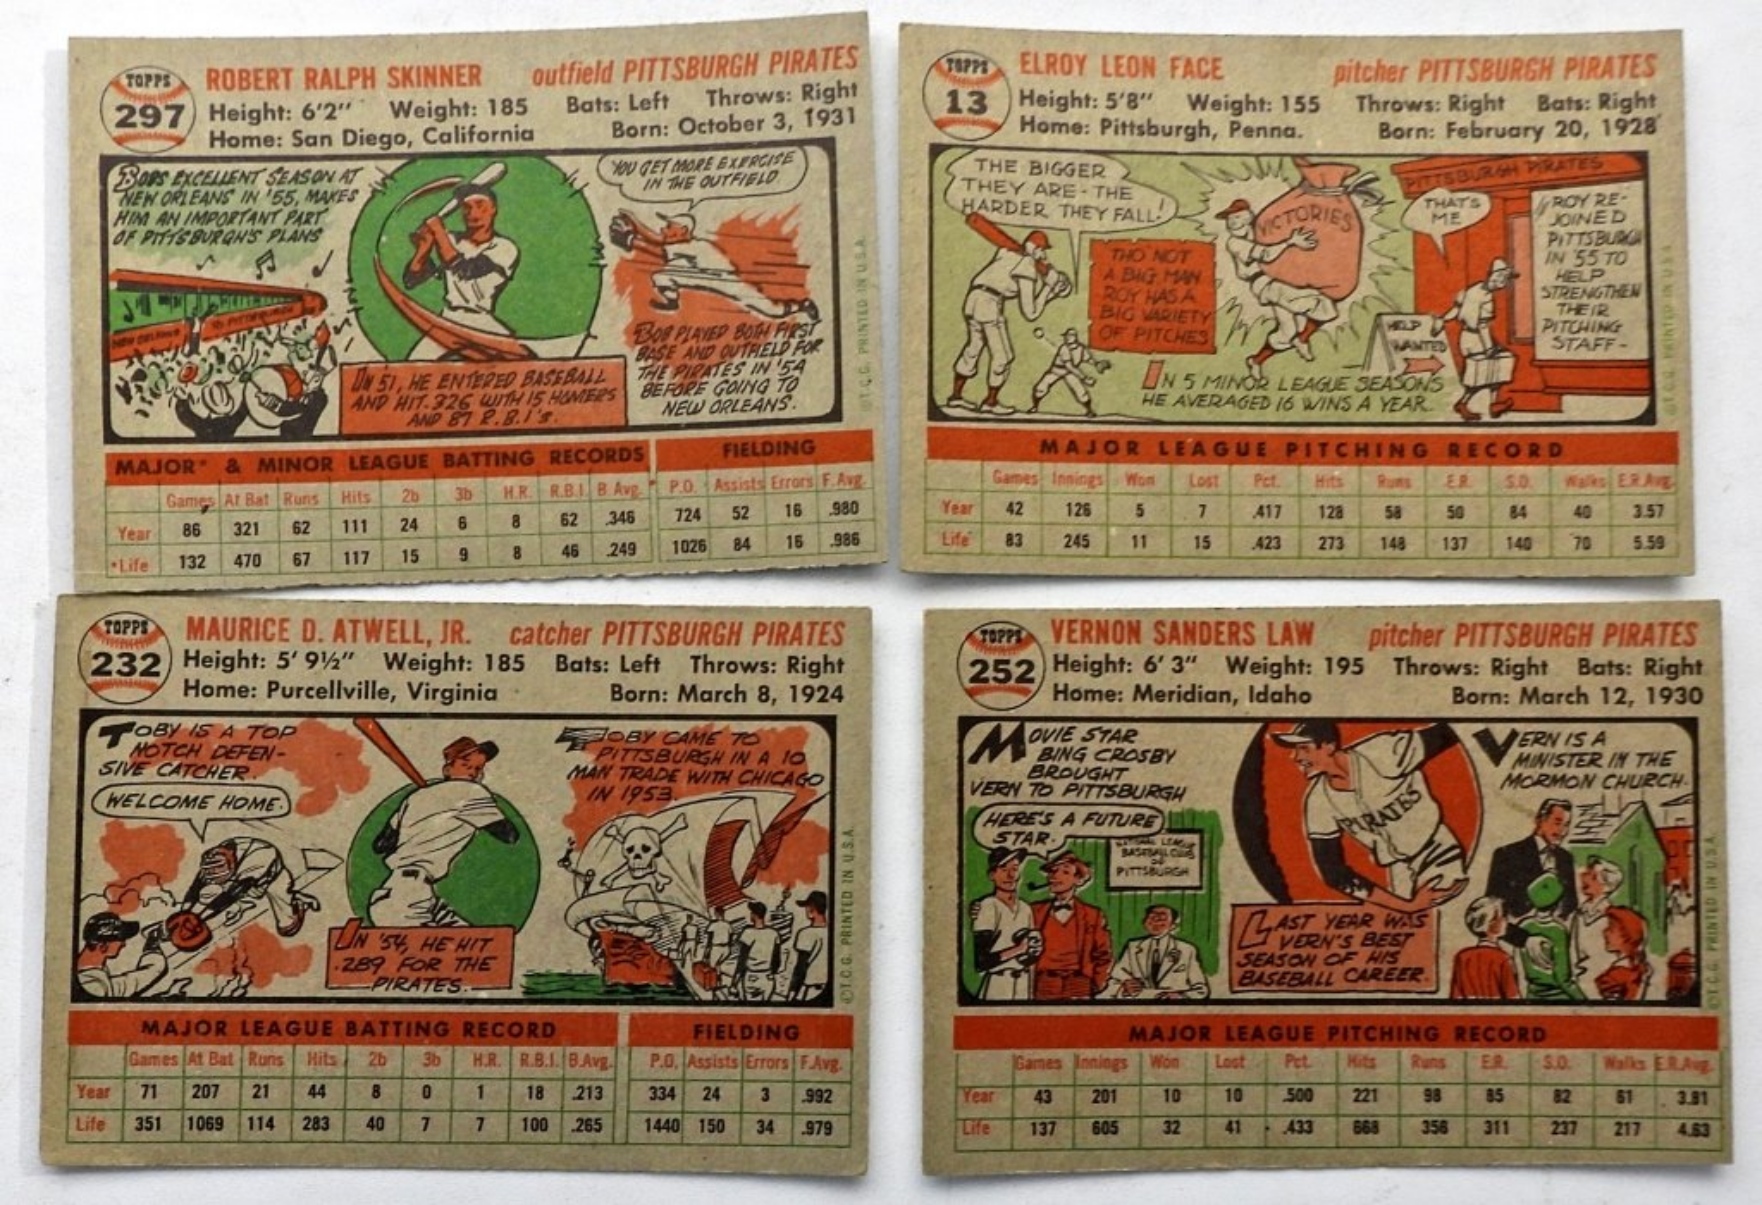 TOPPS
297
ROBERT RALPH SKINNER outfield PITTSBURGH PIRATES
Height: 6'2" Weight: 185 Bats: Left Throws: Right
Home: San Diego, California Born: October 3, 1931
BOB'S EXCELLENT SEASON AT
NEW ORLEANS IN '55, MAKES
HIM AN IMPORTANT PART
OF PITTSBURGH'S PLANS
NEW ORLEANS TO PITTSBURGH
YOU GET MORE EXERCISE
IN THE OUTFIELD.
IN '51, HE ENTERED BASEBALL
AND HIT .326 WITH 15 HOMERS
AND 87 R.B.I's.
BOB PLAYED BOTH FIRST
BASE AND OUTFIELD FOR
THE PIRATES IN '54
BEFORE GOING TO
NEW ORLEANS.
©T.C.G. PRINTED IN U.S.A.
MAJOR* & MINOR LEAGUE BATTING RECORDS FIELDING
Games At Bat Runs Hits 2b 3b H.R. R.B.I. B Avg. P.O. Assists Errors F.Avg.
Year 86 321 62 111 24 6 8 62 .346 724 52 16 .980
*Life 132 470 67 117 15 9 8 46 .249 1026 84 16 .986
TOPPS
13
ELROY LEON FACE pitcher PITTSBURGH PIRATES
Height: 5'8" Weight: 155 Throws: Right Bats: Right
Home: Pittsburgh, Penna. Born: February 20, 1928
THE BIGGER
THEY ARE - THE
HARDER THEY FALL!
THO NOT
A BIG MAN
ROY HAS A
BIG VARIETY
OF PITCHES
VICTORIES
IN 5 MINOR LEAGUE SEASONS
HE AVERAGED 16 WINS A YEAR.
PITTSBURGH PIRATES
THAT'S
ME
HELP
WANTED
ROY RE-
JOINED
PITTSBURGH
IN '55 TO
HELP
STRENGTHEN
THEIR
PITCHING
STAFF-
©T.C.G. PRINTED IN U.S.A.
MAJOR LEAGUE PITCHING RECORD
Games Innings Won Lost Pct. Hits Runs E.R. S.O. Walks E.R.Avg.
Year 42 126 5 7 .417 128 58 50 84 40 3.57
Life 83 245 11 15 .423 273 148 137 140 70 5.59
TOPPS
232
MAURICE D. ATWELL, JR. catcher PITTSBURGH PIRATES
Height: 5' 9½" Weight: 185 Bats: Left Throws: Right
Home: Purcellville, Virginia Born: March 8, 1924
TOBY IS A TOP
NOTCH DEFEN-
SIVE CATCHER.
WELCOME HOME.
IN '54, HE HIT
.289 FOR THE
PIRATES.
TOBY CAME TO
PITTSBURGH IN A 10
MAN TRADE WITH CHICAGO
IN 1953.
©T.C.G. PRINTED IN U.S.A.
MAJOR LEAGUE BATTING RECORD FIELDING
Games At Bat Runs Hits 2b 3b H.R. R.B.I. B.Avg. P.O. Assists Errors F.Avg.
Year 71 207 21 44 8 0 1 18 .213 334 24 3 .992
Life 351 1069 114 283 40 7 7 100 .265 1440 150 34 .979
TOPPS
252
VERNON SANDERS LAW pitcher PITTSBURGH PIRATES
Height: 6' 3" Weight: 195 Throws: Right Bats: Right
Home: Meridian, Idaho Born: March 12, 1930
MOVIE STAR
BING CROSBY
BROUGHT
VERN TO PITTSBURGH
HERE'S A FUTURE
STAR.
NATIONAL LEAGUE
BASEBALL CLUB
OF
PITTSBURGH
PIRATES
LAST YEAR WAS
VERN'S BEST
SEASON OF HIS
BASEBALL CAREER.
VERN IS A
MINISTER IN THE
MORMON CHURCH.
©T.C.G. PRINTED IN U.S.A.
MAJOR LEAGUE PITCHING RECORD
Games Innings Won Lost Pct. Hits Runs E.R. S.O. Walks E.R.Avg.
Year 43 201 10 10 .500 221 98 85 82 61 3.81
Life 137 605 32 41 .433 668 356 311 237 217 4.63